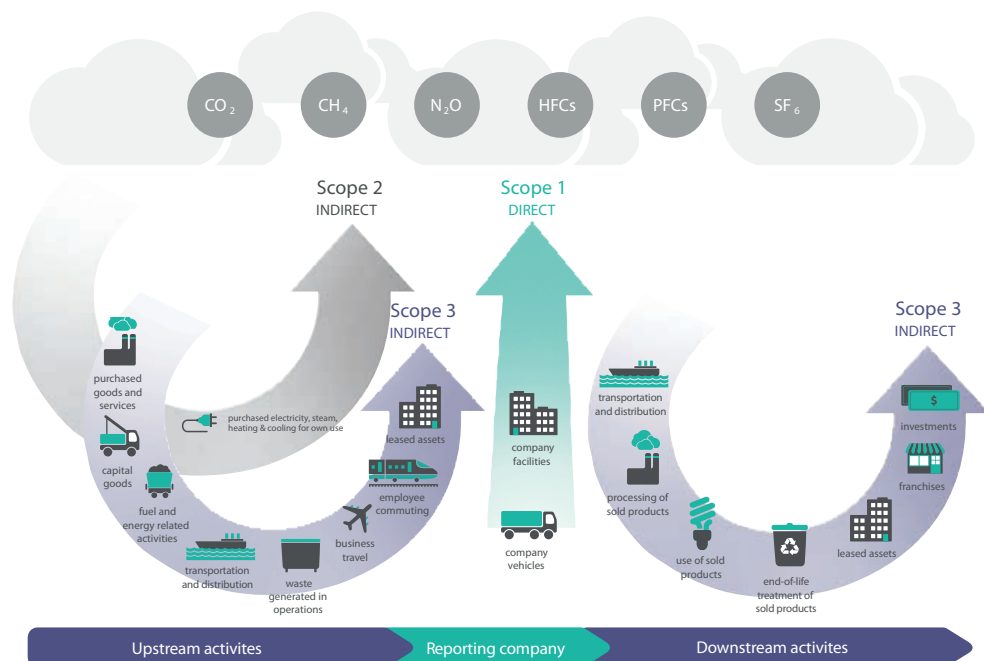 CO2
CH4
N2O
HFCs
PFCs
SF6
Scope 2
INDIRECT
Scope 1
DIRECT
Scope 3
INDIRECT
Scope 3
INDIRECT
purchased
goods and
services
capital
goods
fuel and
energy related
activities
transportation
and distribution
waste
generated in
operations
business
travel
employee
commuting
leased assets
purchased electricity, steam,
heating & cooling for own use
company
facilities
company
vehicles
transportation
and distribution
processing of
sold products
use of sold
products
end-of-life
treatment of
sold products
leased assets
franchises
$
investments
Upstream activites
Reporting company
Downstream activites